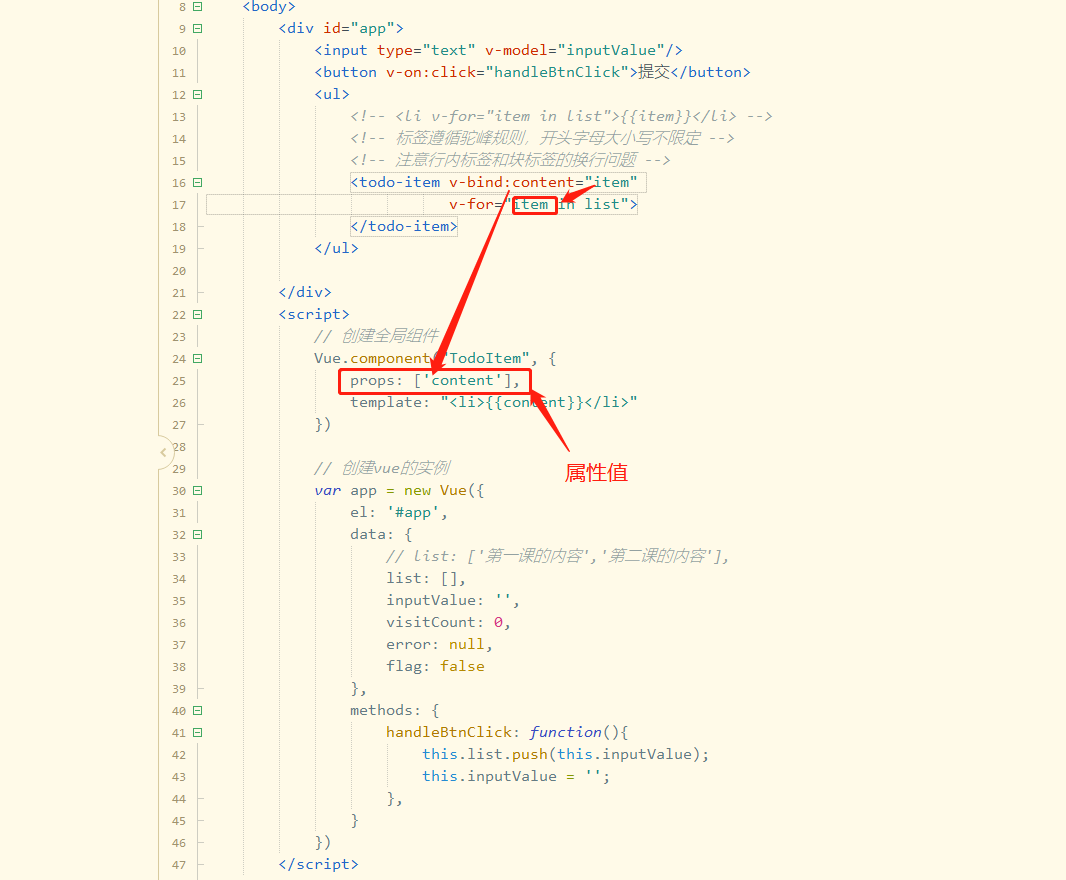 8 <body>
9 <div id="app">
10 <input type="text" v-model="inputValue"/>
11 <button v-on:click="handleBtnClick">提交</button>
12 <ul>
13 <!-- <li v-for="item in list">{{item}}</li> -->
14 <!-- 标签遵循驼峰规则，开头字母大小写不限定 -->
15 <!-- 注意行内标签和块标签的换行问题 -->
16 <todo-item v-bind:content="item"
17 v-for="item in list">
18 </todo-item>
19 </ul>
20
21 </div>
22 <script>
23 // 创建全局组件
24 Vue.component("TodoItem", {
25 props: ['content'],
26 template: "<li>{{content}}</li>"
27 })
28
29 // 创建vue的实例
属性值
30 var app = new Vue({
31 el: '#app',
32 data: {
33 // list: ['第一课的内容','第二课的内容'],
34 list: [],
35 inputValue: '',
36 visitCount: 0,
37 error: null,
38 flag: false
39 },
40 methods: {
41 handleBtnClick: function(){
42 this.list.push(this.inputValue);
43 this.inputValue = '';
44 },
45 }
46 })
47 </script>